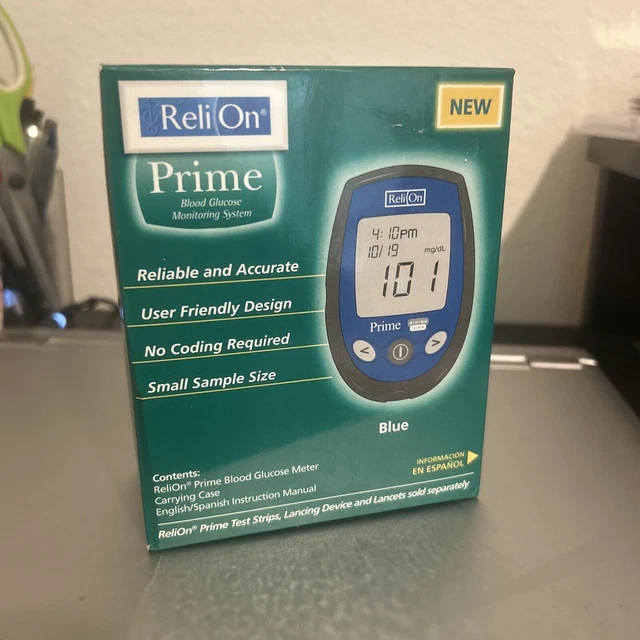 ReliOn®
NEW
Prime
Blood Glucose
Monitoring System
Reliable and Accurate
User Friendly Design
No Coding Required
Small Sample Size
ReliOn
4:10pm
10/19
mg/dL
101
Prime
< >
Blue
Contents:
ReliOn® Prime Blood Glucose Meter
Carrying Case
English/Spanish Instruction Manual
INFORMACIÓN
EN ESPAÑOL
ReliOn® Prime Test Strips, Lancing Device and Lancets sold separately